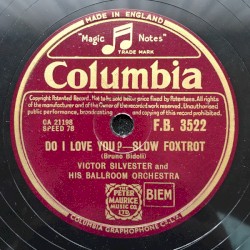 MADE IN ENGLAND
"Magic Notes"
TRADE MARK
Columbia
Copyright Patented Record. Not to be sold below price fixed by Patentees. All rights
of the manufacturer and of the Owner of the recorded work reserved. Unauthorised
public performance, broadcasting and copying of this record prohibited.
CA 21198
SPEED 78
F.B. 3522
DO I LOVE YOU? SLOW FOXTROT
(Bruno Bidoli)
VICTOR SILVESTER and
HIS BALLROOM ORCHESTRA
THE
PETER
MAURICE
MUSIC CO.
LTD.
BIEM
COLUMBIA GRAPHOPHONE Co. LTD.